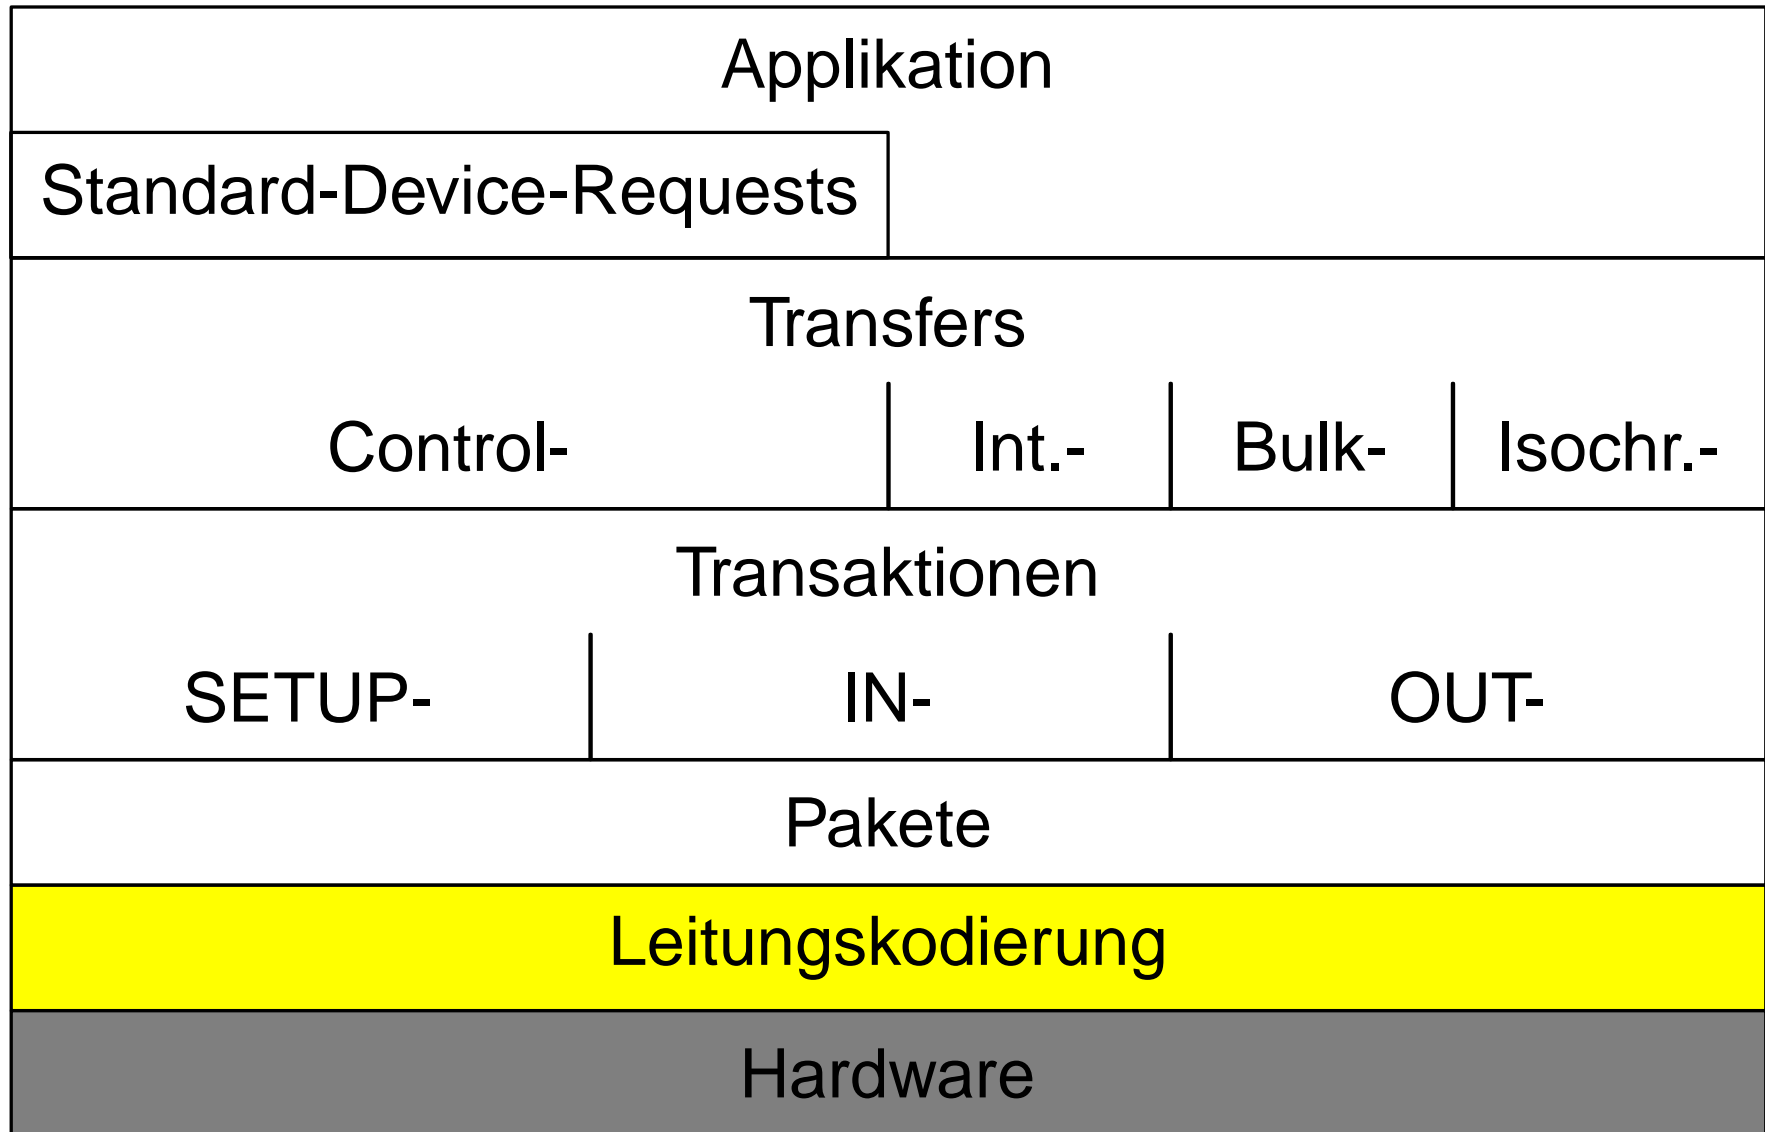 Applikation
Standard-Device-Requests
Transfers
Control- Int.- Bulk- Isochr.-
Transaktionen
SETUP- IN- OUT-
Pakete
Leitungskodierung
Hardware